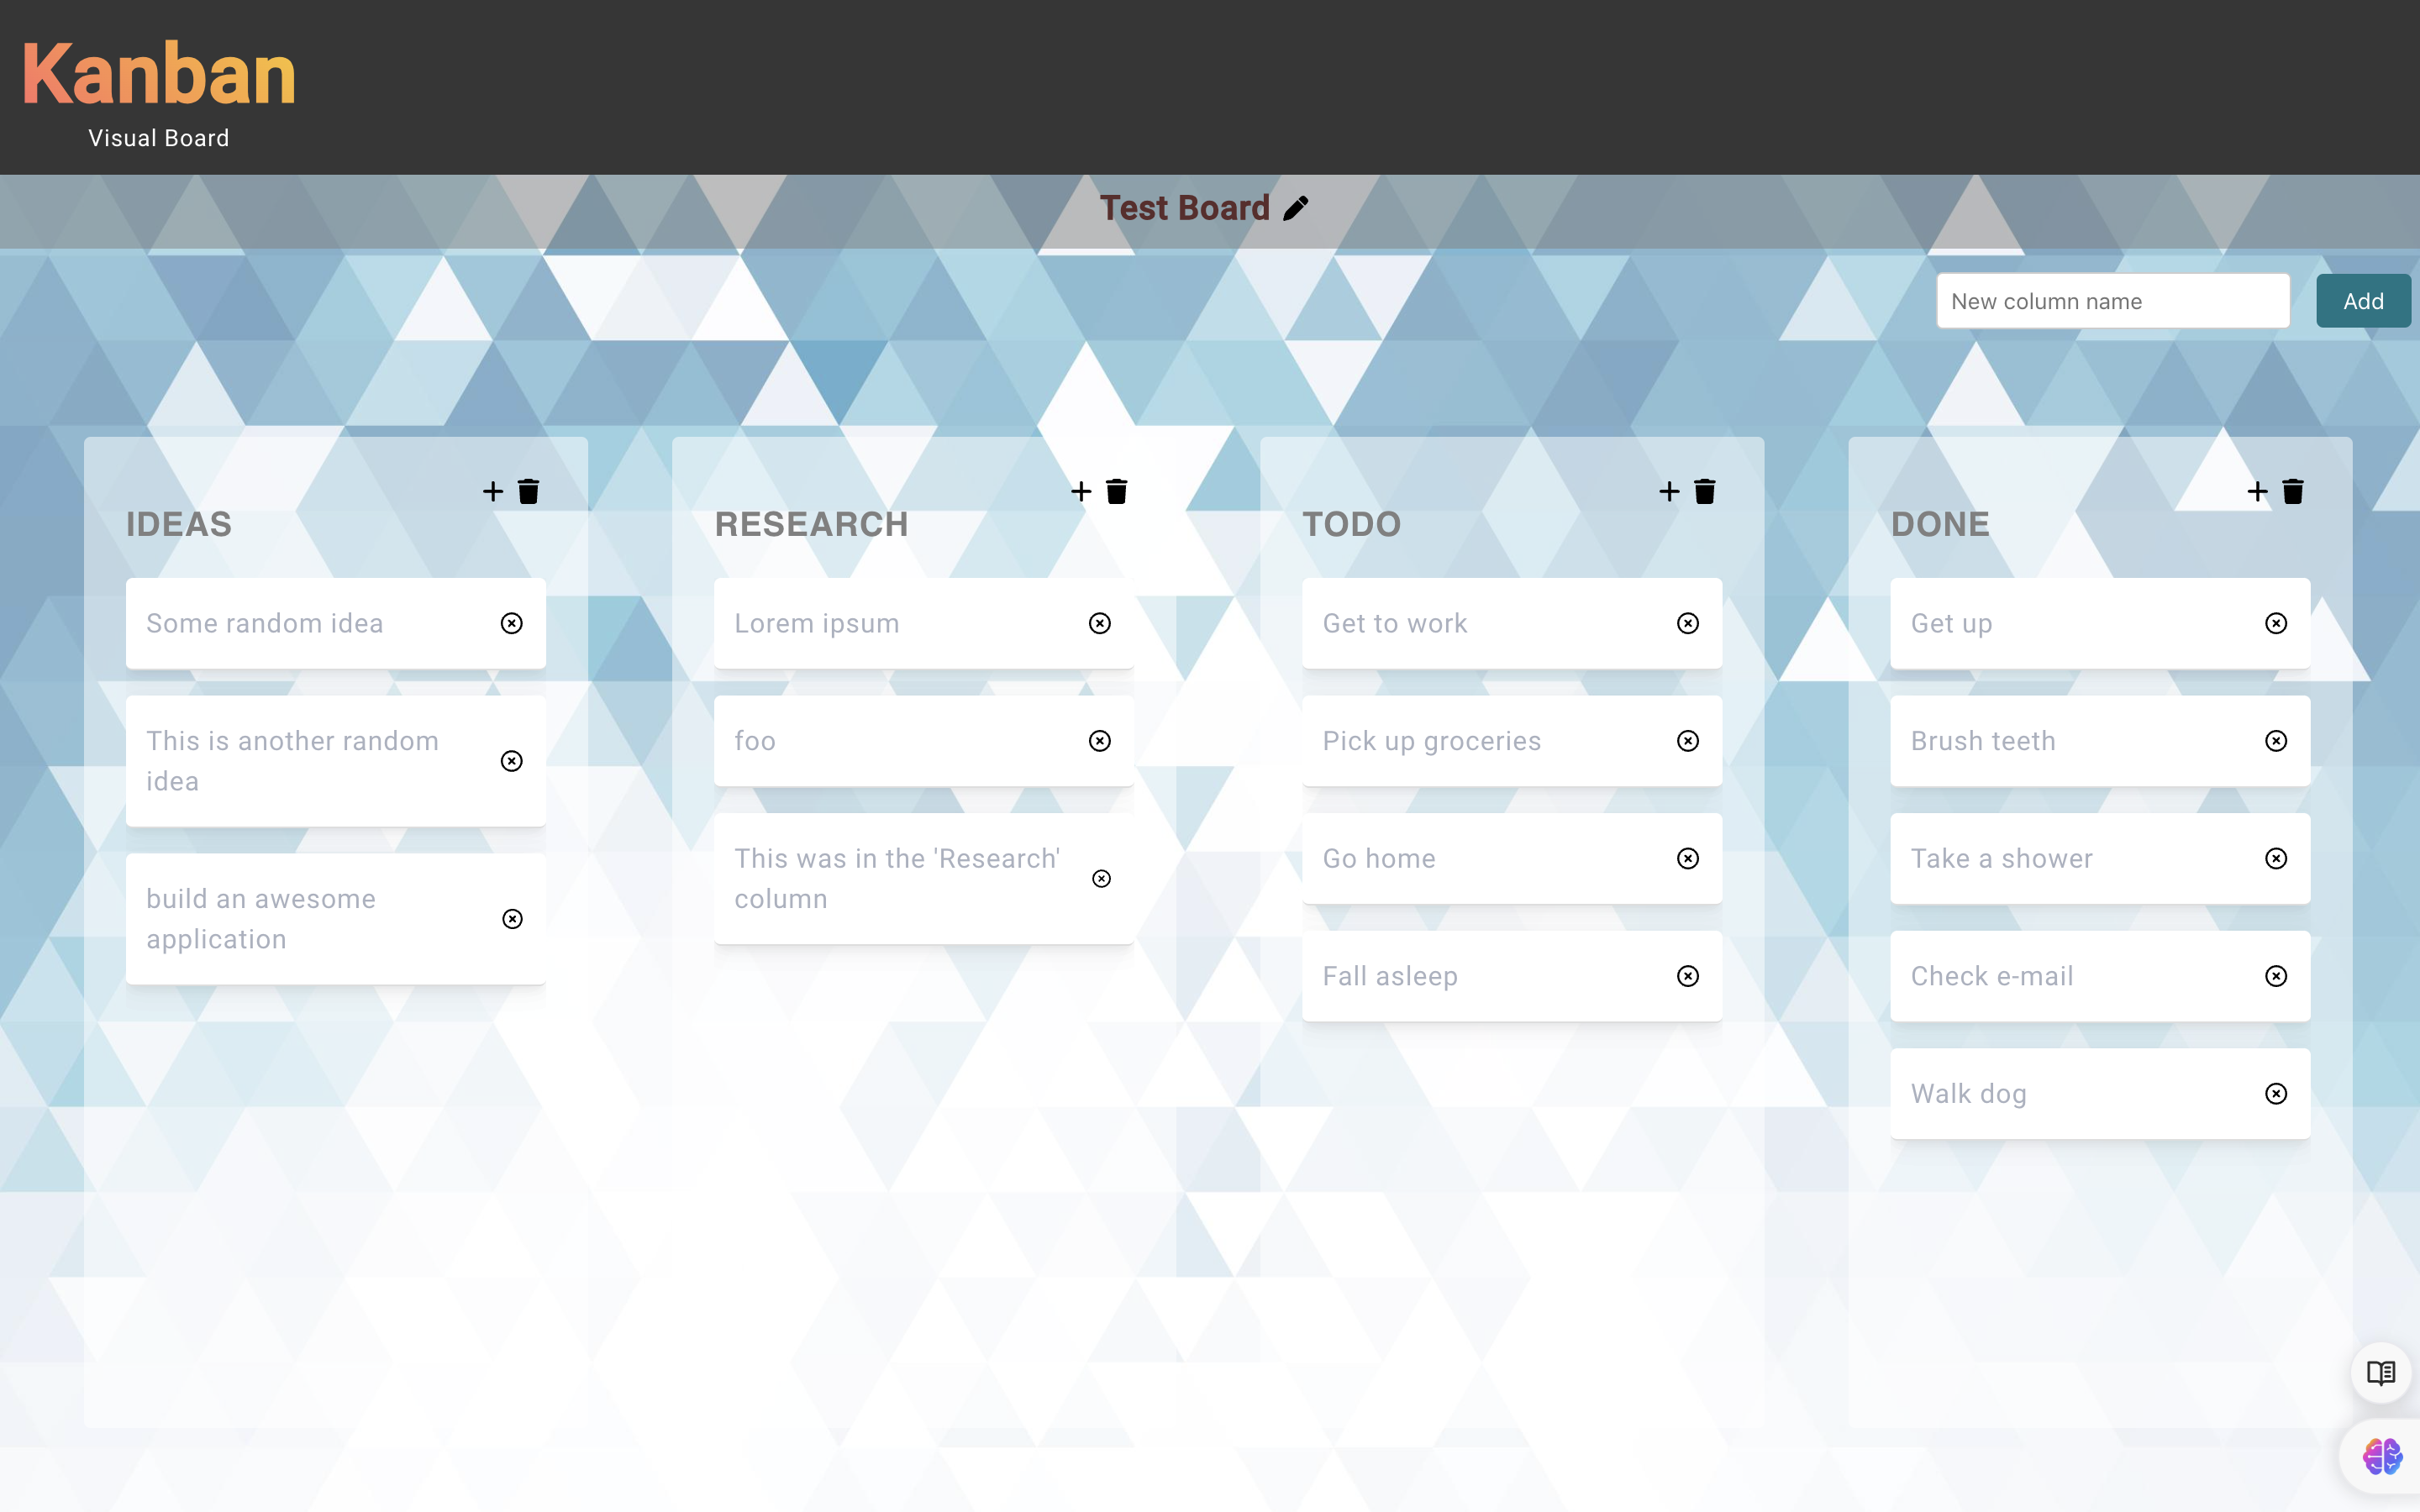 Kanban
Visual Board
Test Board
New column name
Add
IDEAS
Some random idea
This is another random
idea
build an awesome
application
RESEARCH
Lorem ipsum
foo
This was in the 'Research'
column
TODO
Get to work
Pick up groceries
Go home
Fall asleep
DONE
Get up
Brush teeth
Take a shower
Check e-mail
Walk dog